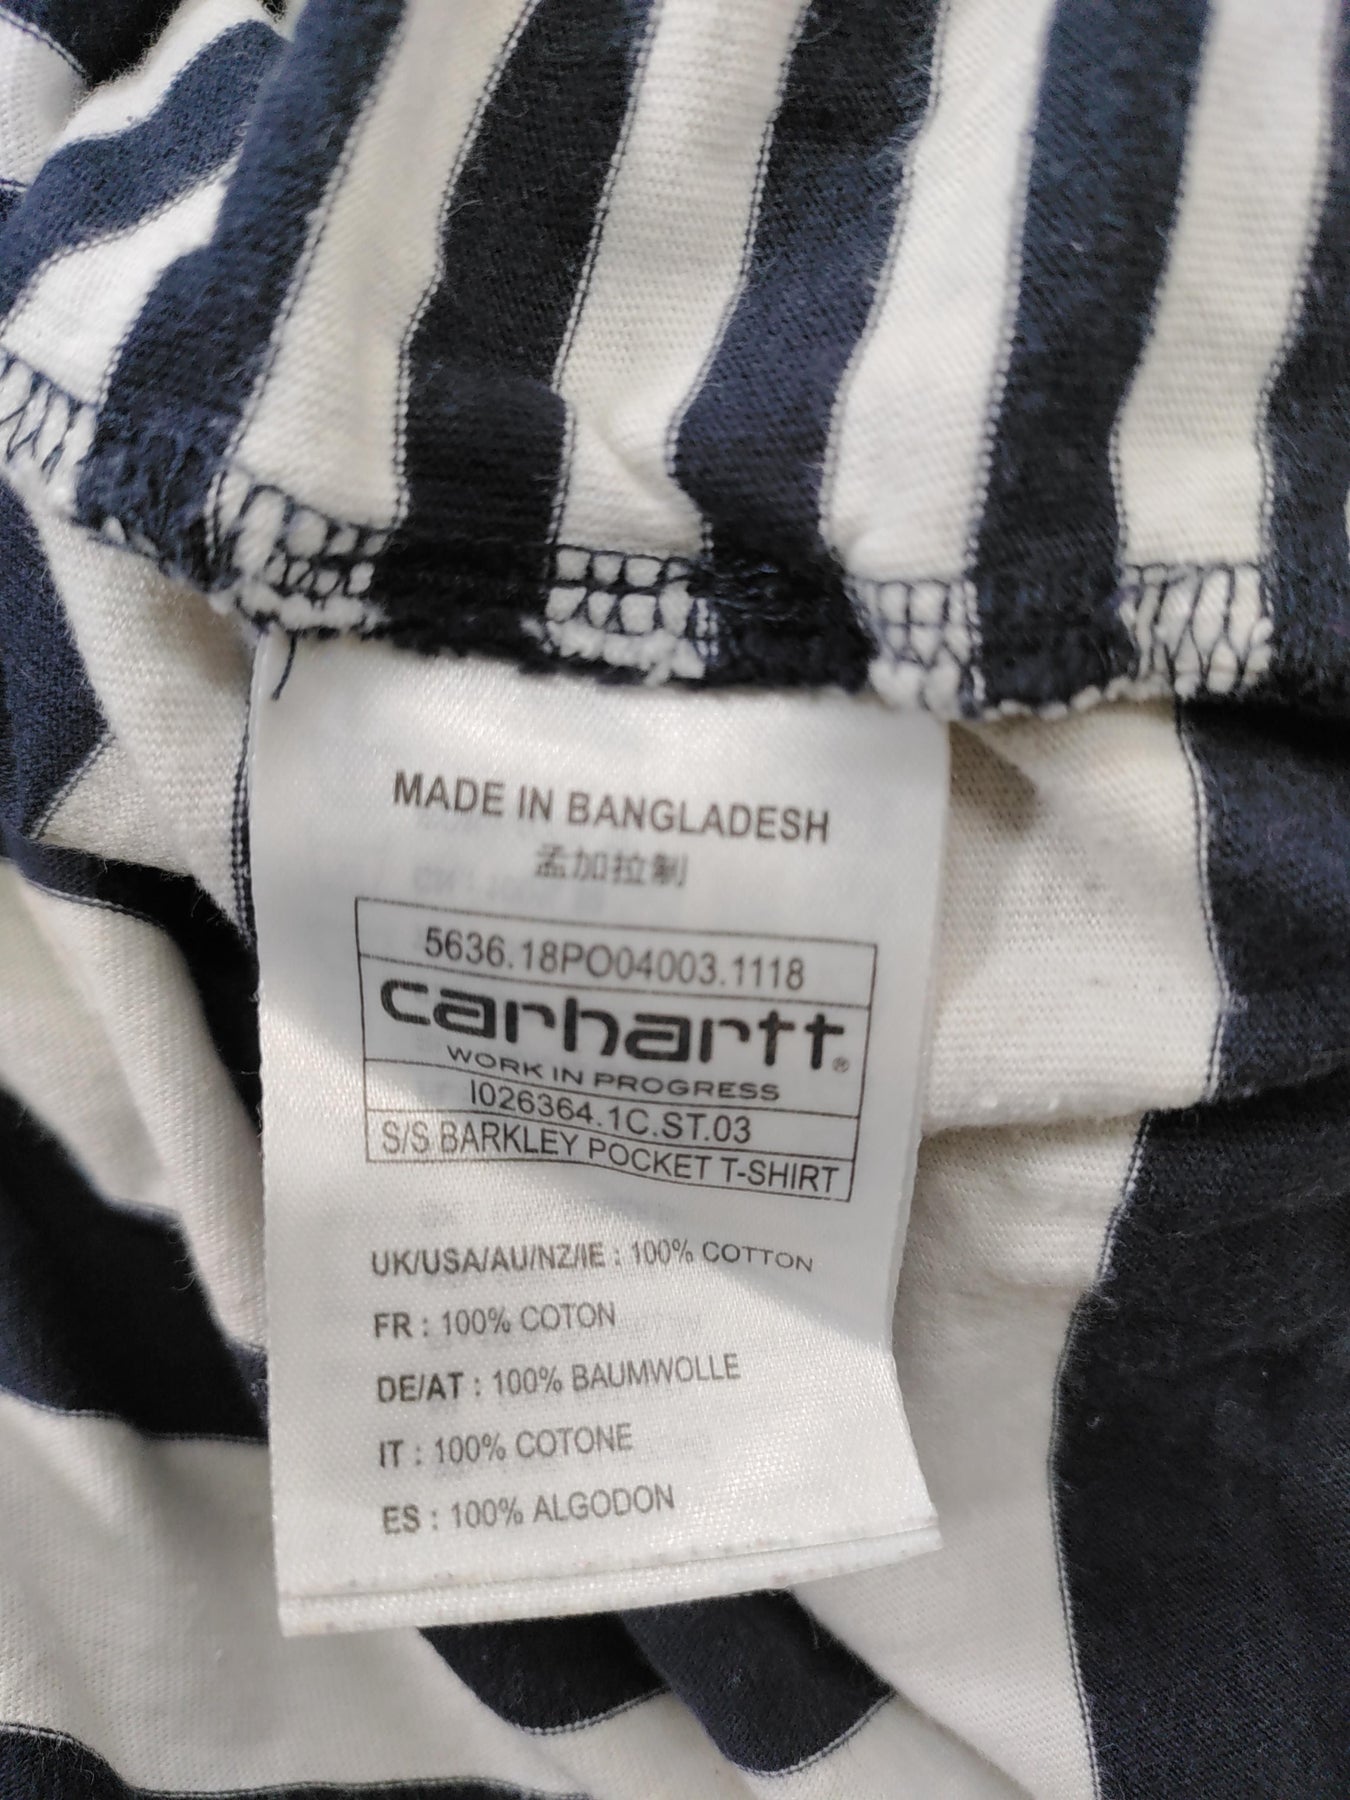 MADE IN BANGLADESH
孟加拉制
5636.18PO04003.1118
carhartt®
WORK IN PROGRESS
I026364.1C.ST.03
S/S BARKLEY POCKET T-SHIRT
UK/USA/AU/NZ/IE : 100% COTTON
FR : 100% COTON
DE/AT : 100% BAUMWOLLE
IT : 100% COTONE
ES : 100% ALGODON